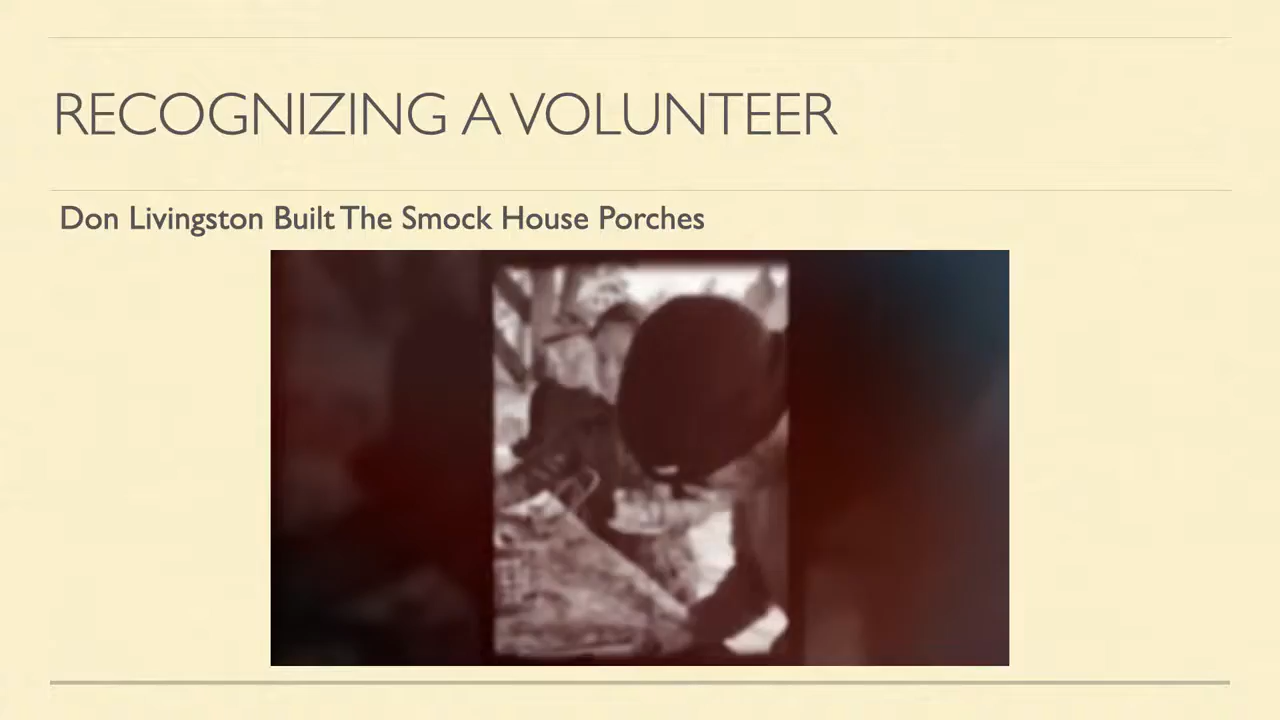 RECOGNIZING A VOLUNTEER
Don Livingston Built The Smock House Porches